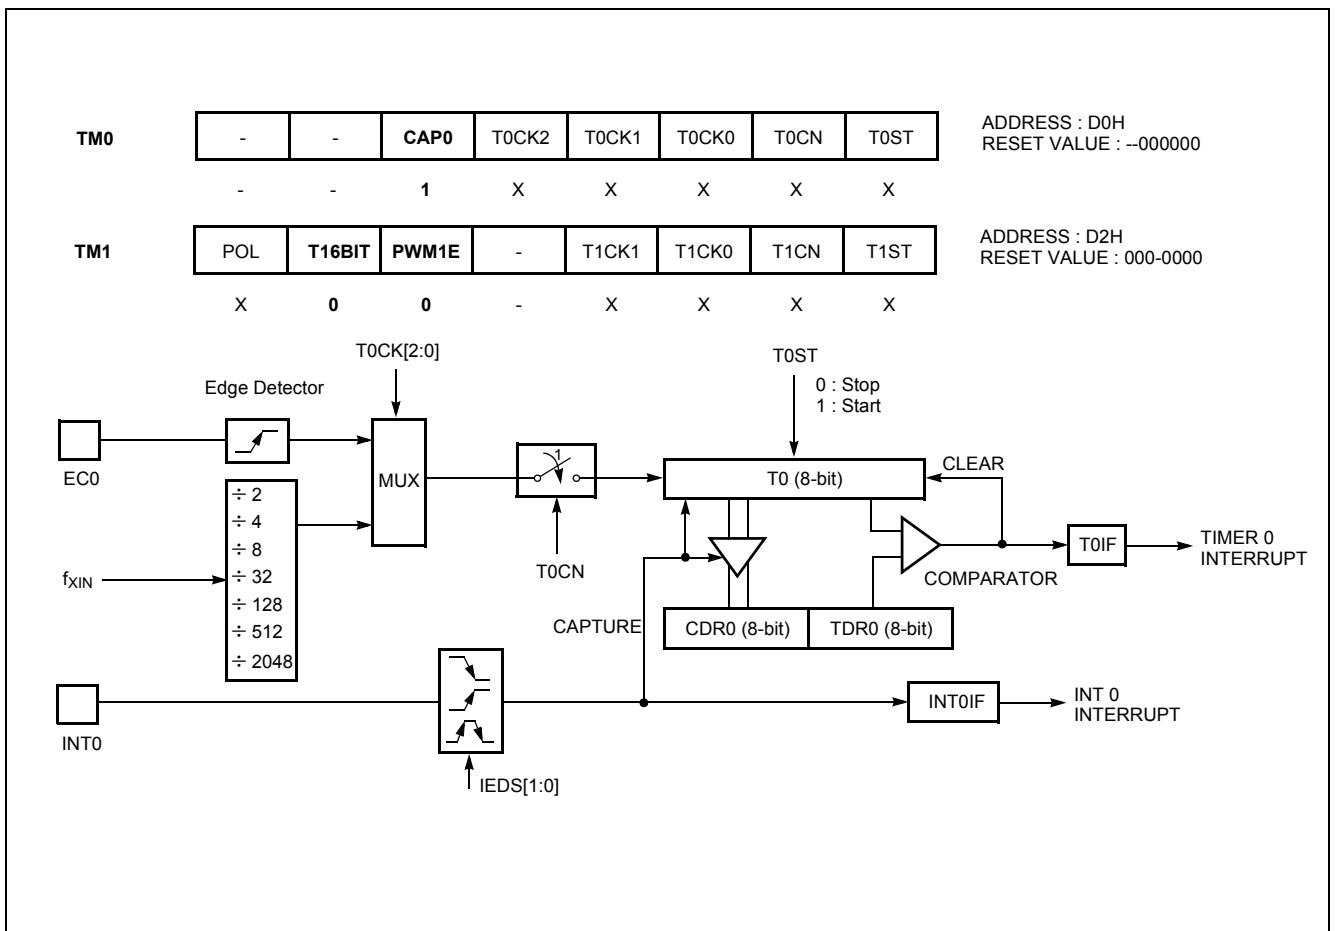 TM0 - - CAP0 T0CK2 T0CK1 T0CK0 T0CN T0ST ADDRESS : D0H
RESET VALUE : --000000
- - 1 X X X X X
TM1 POL T16BIT PWM1E - T1CK1 T1CK0 T1CN T1ST ADDRESS : D2H
RESET VALUE : 000-0000
X 0 0 - X X X X
T0CK[2:0]
T0ST
0 : Stop
1 : Start
Edge Detector
EC0
MUX
1
T0CN
T0 (8-bit)
CLEAR
÷ 2
÷ 4
÷ 8
÷ 32
÷ 128
÷ 512
÷ 2048
fXIN
COMPARATOR
T0IF
TIMER 0
INTERRUPT
CAPTURE
CDR0 (8-bit)
TDR0 (8-bit)
INT0
IEDS[1:0]
INT0IF
INT 0
INTERRUPT